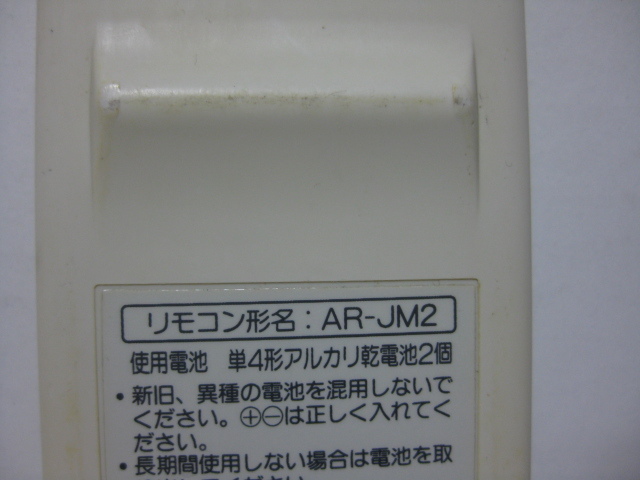 リモコン形名：AR-JM2
使用電池　単4形アルカリ乾電池2個
・新旧、異種の電池を混用しないで
ください。⊕⊖は正しく入れてく
ださい。
・長期間使用しない場合は電池を取